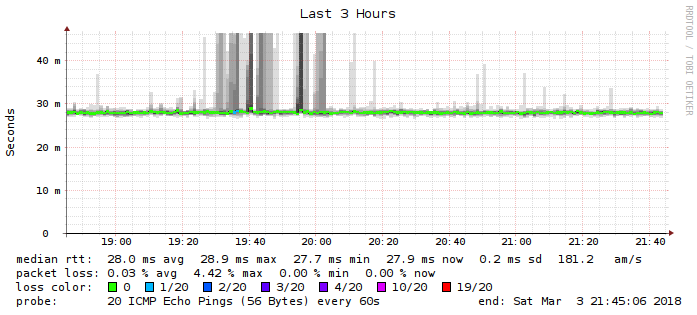 Last 3 Hours
RRDTOOL / TOBI OETIKER
Seconds
40 m
30 m
20 m
10 m
0
19:00 19:20 19:40 20:00 20:20 20:40 21:00 21:20 21:40
median rtt: 28.0 ms avg 28.9 ms max 27.7 ms min 27.9 ms now 0.2 ms sd 181.2 am/s
packet loss: 0.03 % avg 4.42 % max 0.00 % min 0.00 % now
loss color: 0 1/20 2/20 3/20 4/20 10/20 19/20
probe: 20 ICMP Echo Pings (56 Bytes) every 60s end: Sat Mar 3 21:45:06 2018